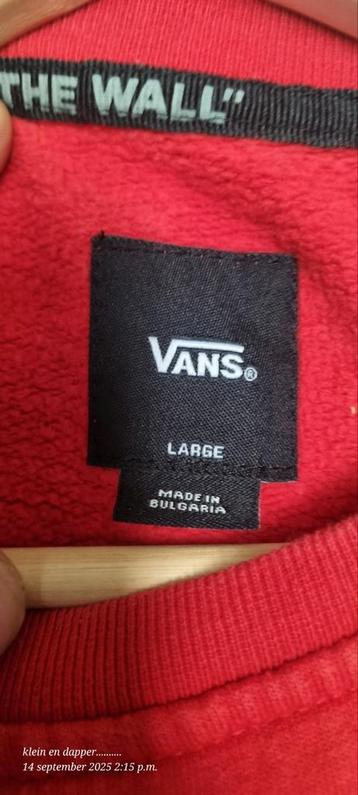 THE WALL"
VANS®
LARGE
MADE IN
BULGARIA
klein en dapper..........
14 september 2025 2:15 p.m.